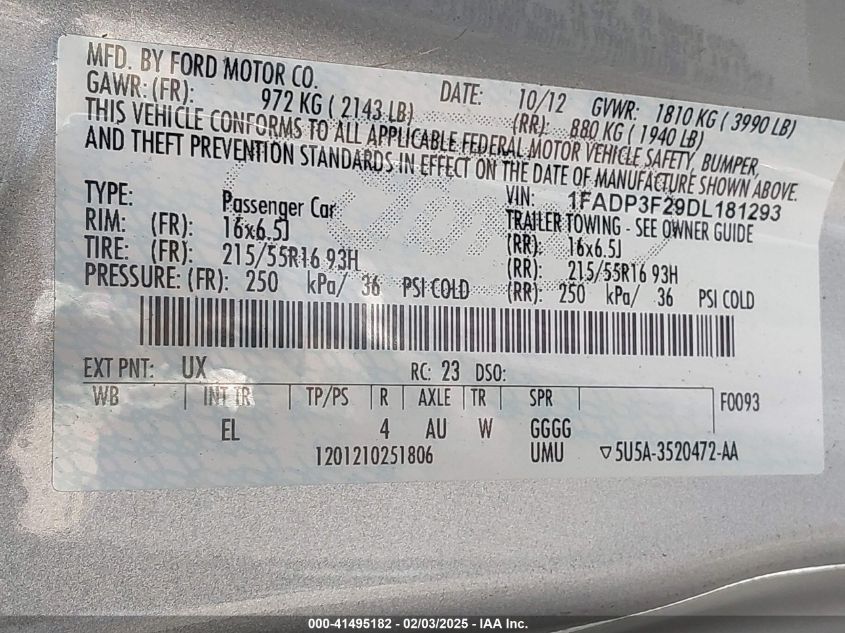 MFD. BY FORD MOTOR CO.
DATE: 10/12 GVWR: 1810 KG ( 3990 LB)
GAWR: (FR): 972 KG ( 2143 LB) (RR): 880 KG ( 1940 LB)
THIS VEHICLE CONFORMS TO ALL APPLICABLE FEDERAL MOTOR VEHICLE SAFETY, BUMPER,
AND THEFT PREVENTION STANDARDS IN EFFECT ON THE DATE OF MANUFACTURE SHOWN ABOVE.
VIN: 1FADP3F29DL181293
TYPE: Passenger Car TRAILER TOWING - SEE OWNER GUIDE
RIM: (FR): 16x6.5J (RR): 16x6.5J
TIRE: (FR): 215/55R16 93H (RR): 215/55R16 93H
PRESSURE: (FR): 250 kPa/ 36 PSI COLD (RR): 250 kPa/ 36 PSI COLD
EXT PNT: UX RC: 23 DSO:
WB INT TR TP/PS R AXLE TR SPR F0093
EL 4 AU W GGGG
1201210251806 UMU ▽5U5A-3520472-AA
000-41495182 - 02/03/2025 - IAA Inc.